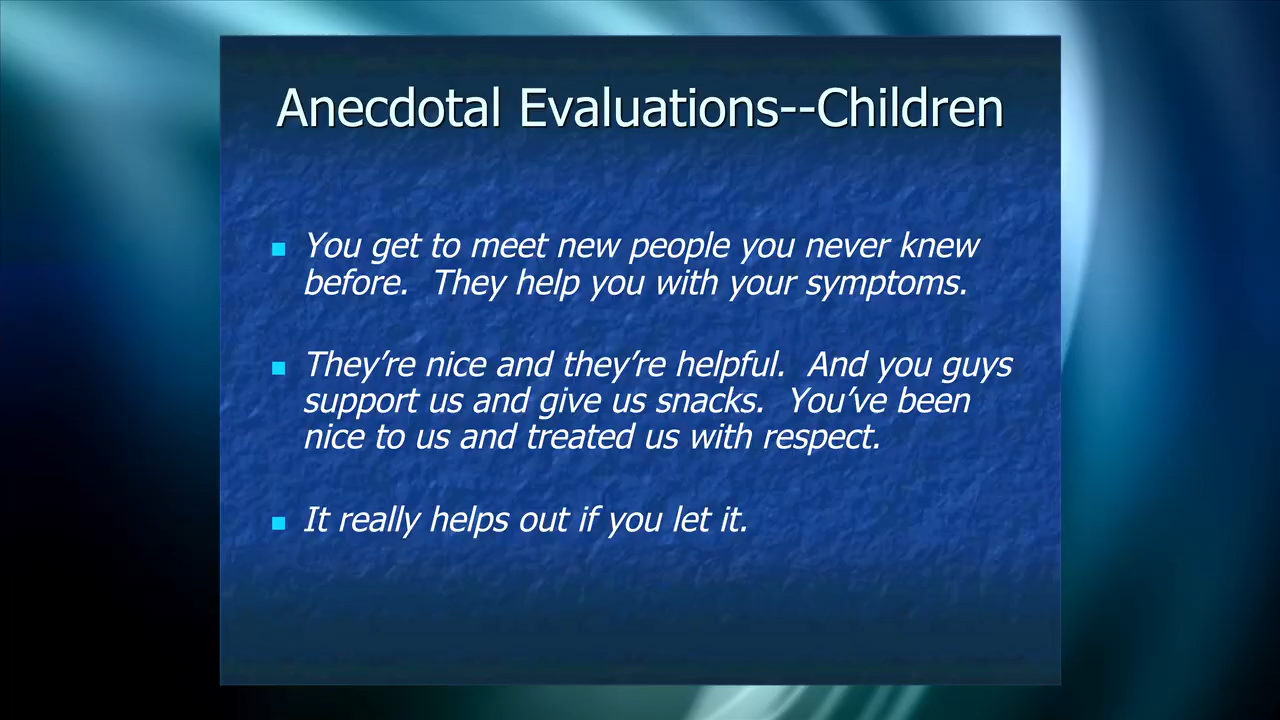 Anecdotal Evaluations--Children
You get to meet new people you never knew
before.  They help you with your symptoms.
They’re nice and they’re helpful.  And you guys
support us and give us snacks.  You’ve been
nice to us and treated us with respect.
It really helps out if you let it.